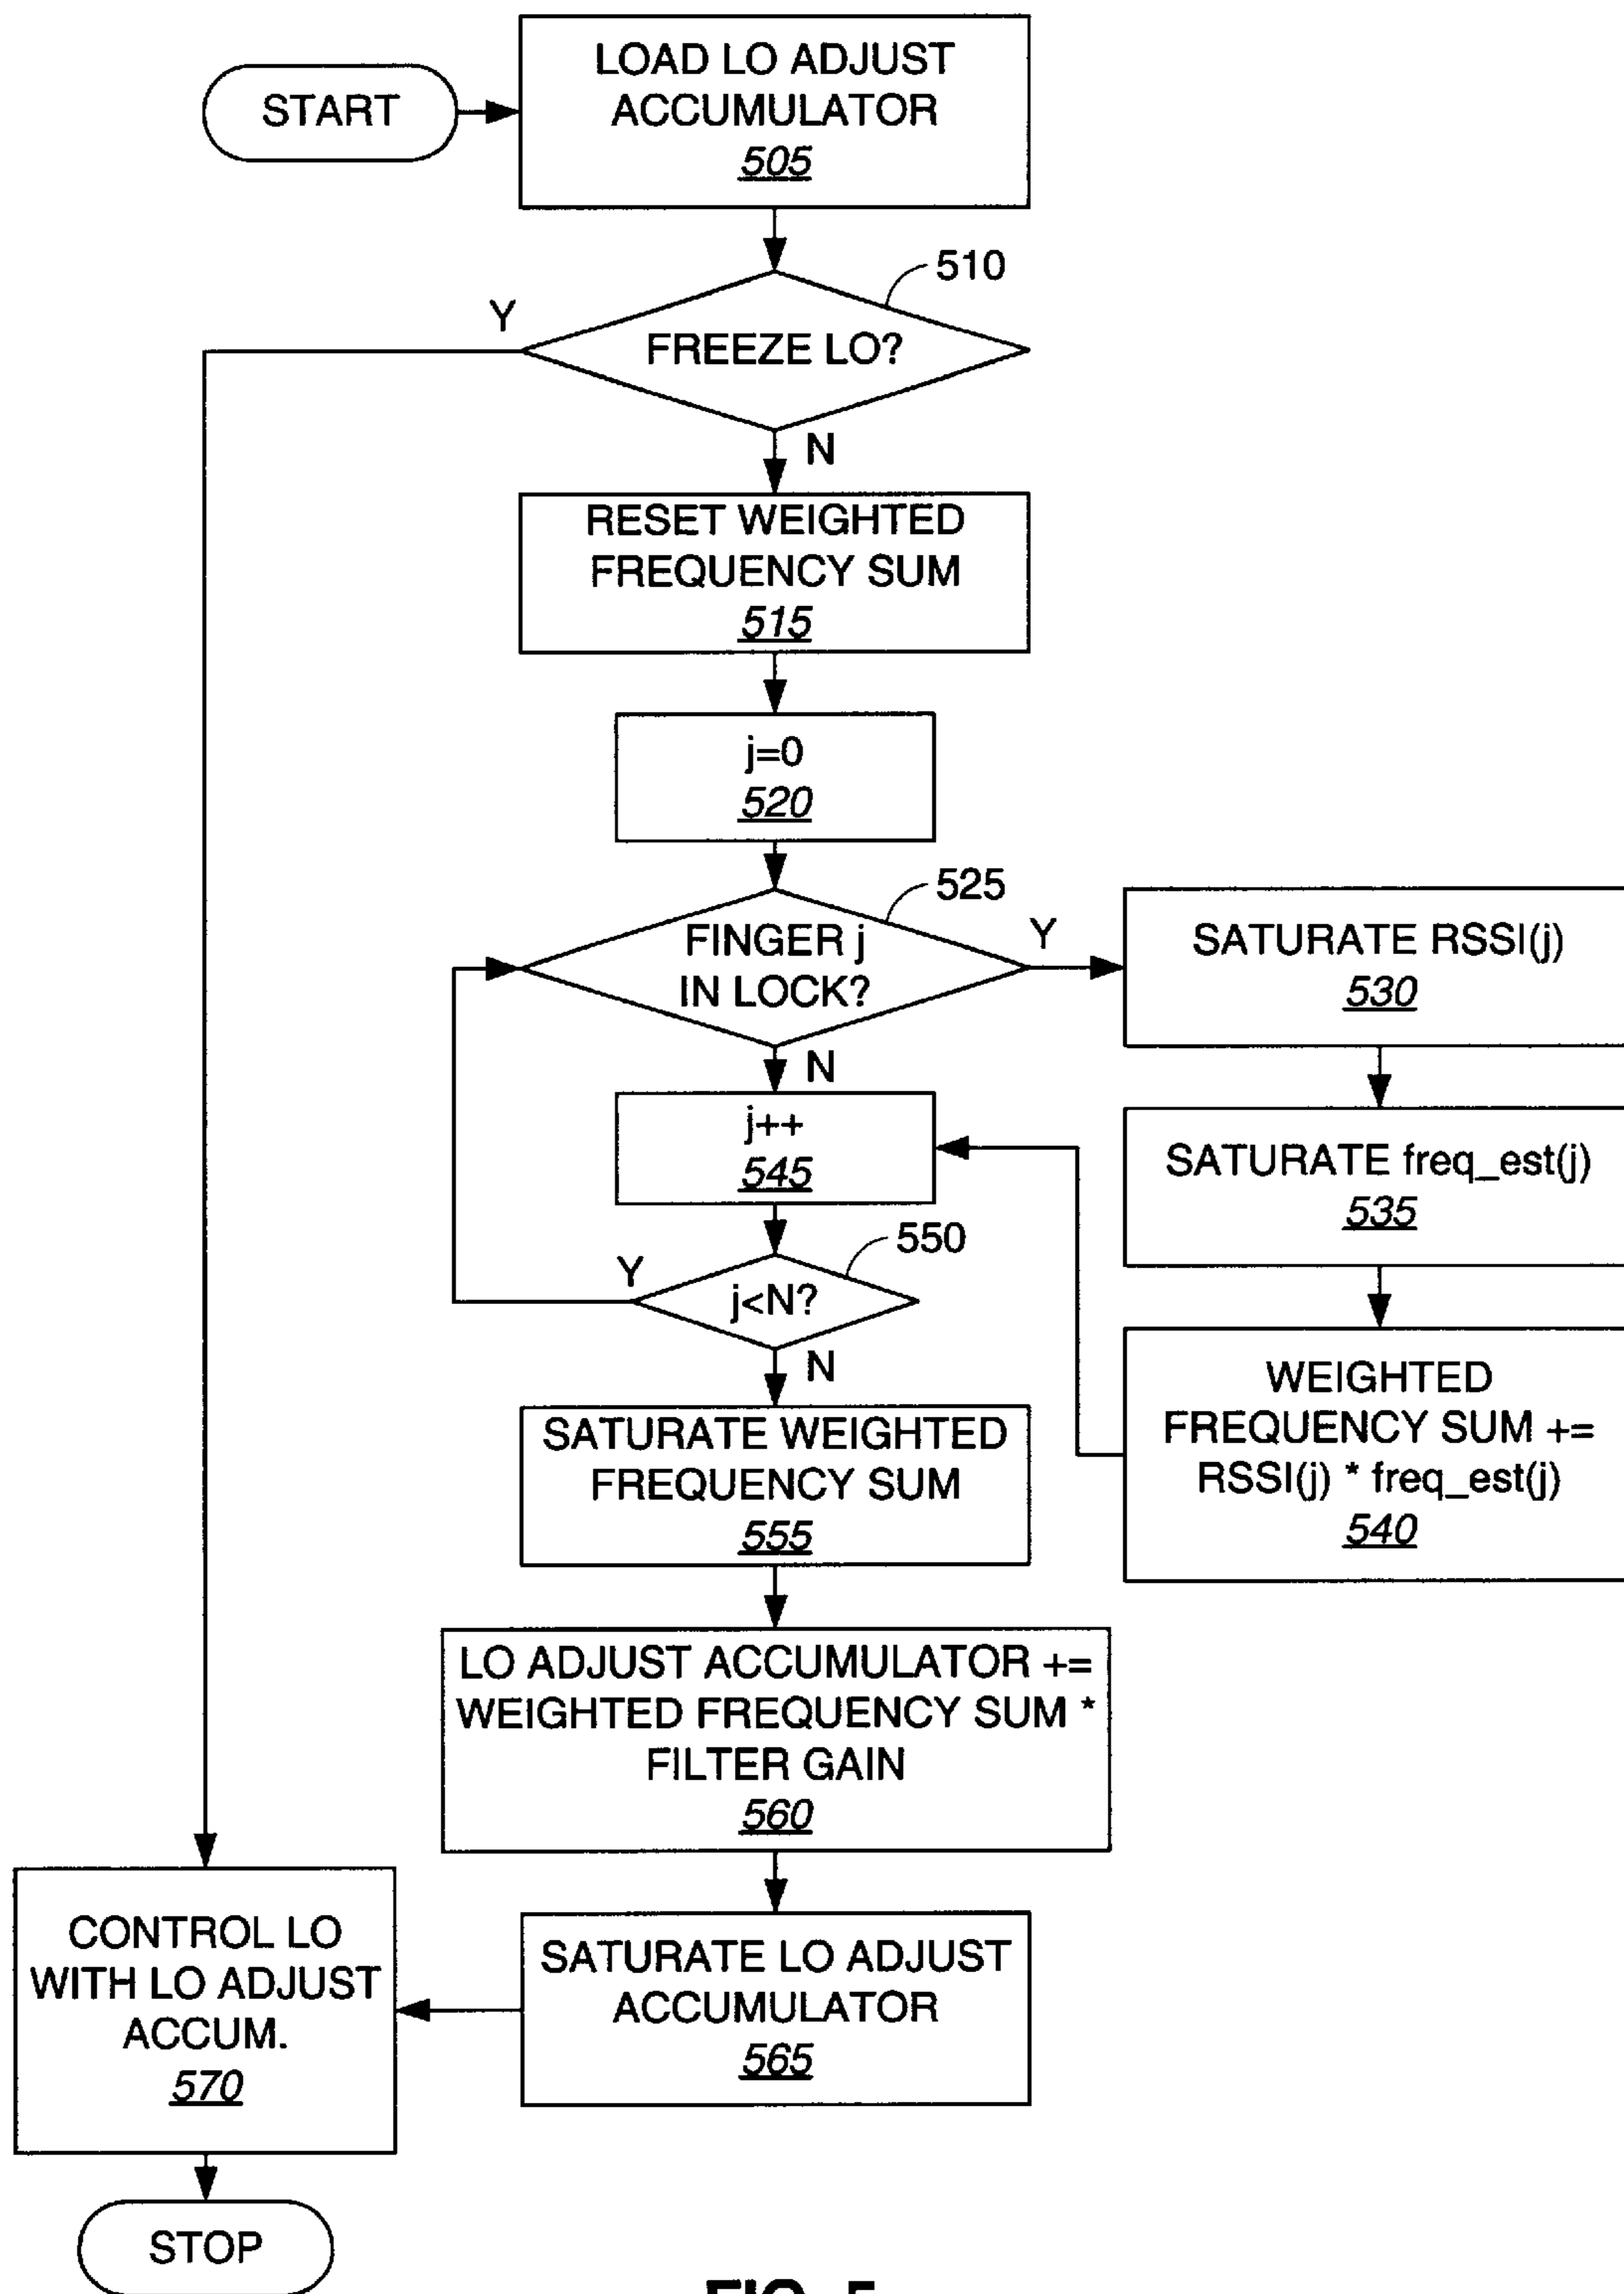 START
LOAD LO ADJUST
ACCUMULATOR
505
510
FREEZE LO?
Y
N
RESET WEIGHTED
FREQUENCY SUM
515
j=0
520
525
FINGER j
IN LOCK?
Y
N
SATURATE RSSI(j)
530
SATURATE freq_est(j)
535
WEIGHTED
FREQUENCY SUM +=
RSSI(j) * freq_est(j)
540
j++
545
550
j<N?
Y
N
SATURATE WEIGHTED
FREQUENCY SUM
555
LO ADJUST ACCUMULATOR +=
WEIGHTED FREQUENCY SUM *
FILTER GAIN
560
SATURATE LO ADJUST
ACCUMULATOR
565
CONTROL LO
WITH LO ADJUST
ACCUM.
570
STOP